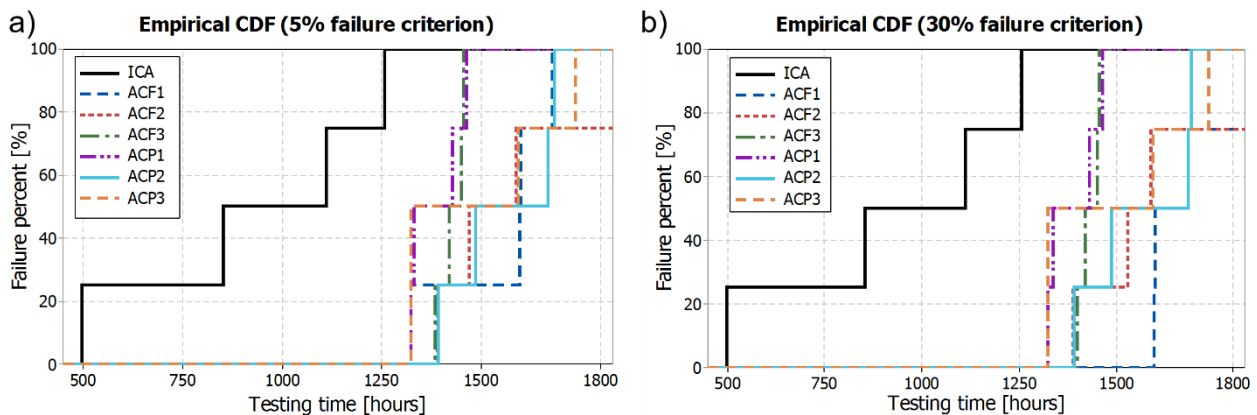 a)
Empirical CDF (5% failure criterion)
Failure percent [%]
100
80
60
40
20
0
ICA
ACF1
ACF2
ACF3
ACP1
ACP2
ACP3
500 750 1000 1250 1500 1800
Testing time [hours]
b)
Empirical CDF (30% failure criterion)
Failure percent [%]
100
80
60
40
20
0
ICA
ACF1
ACF2
ACF3
ACP1
ACP2
ACP3
500 750 1000 1250 1500 1800
Testing time [hours]